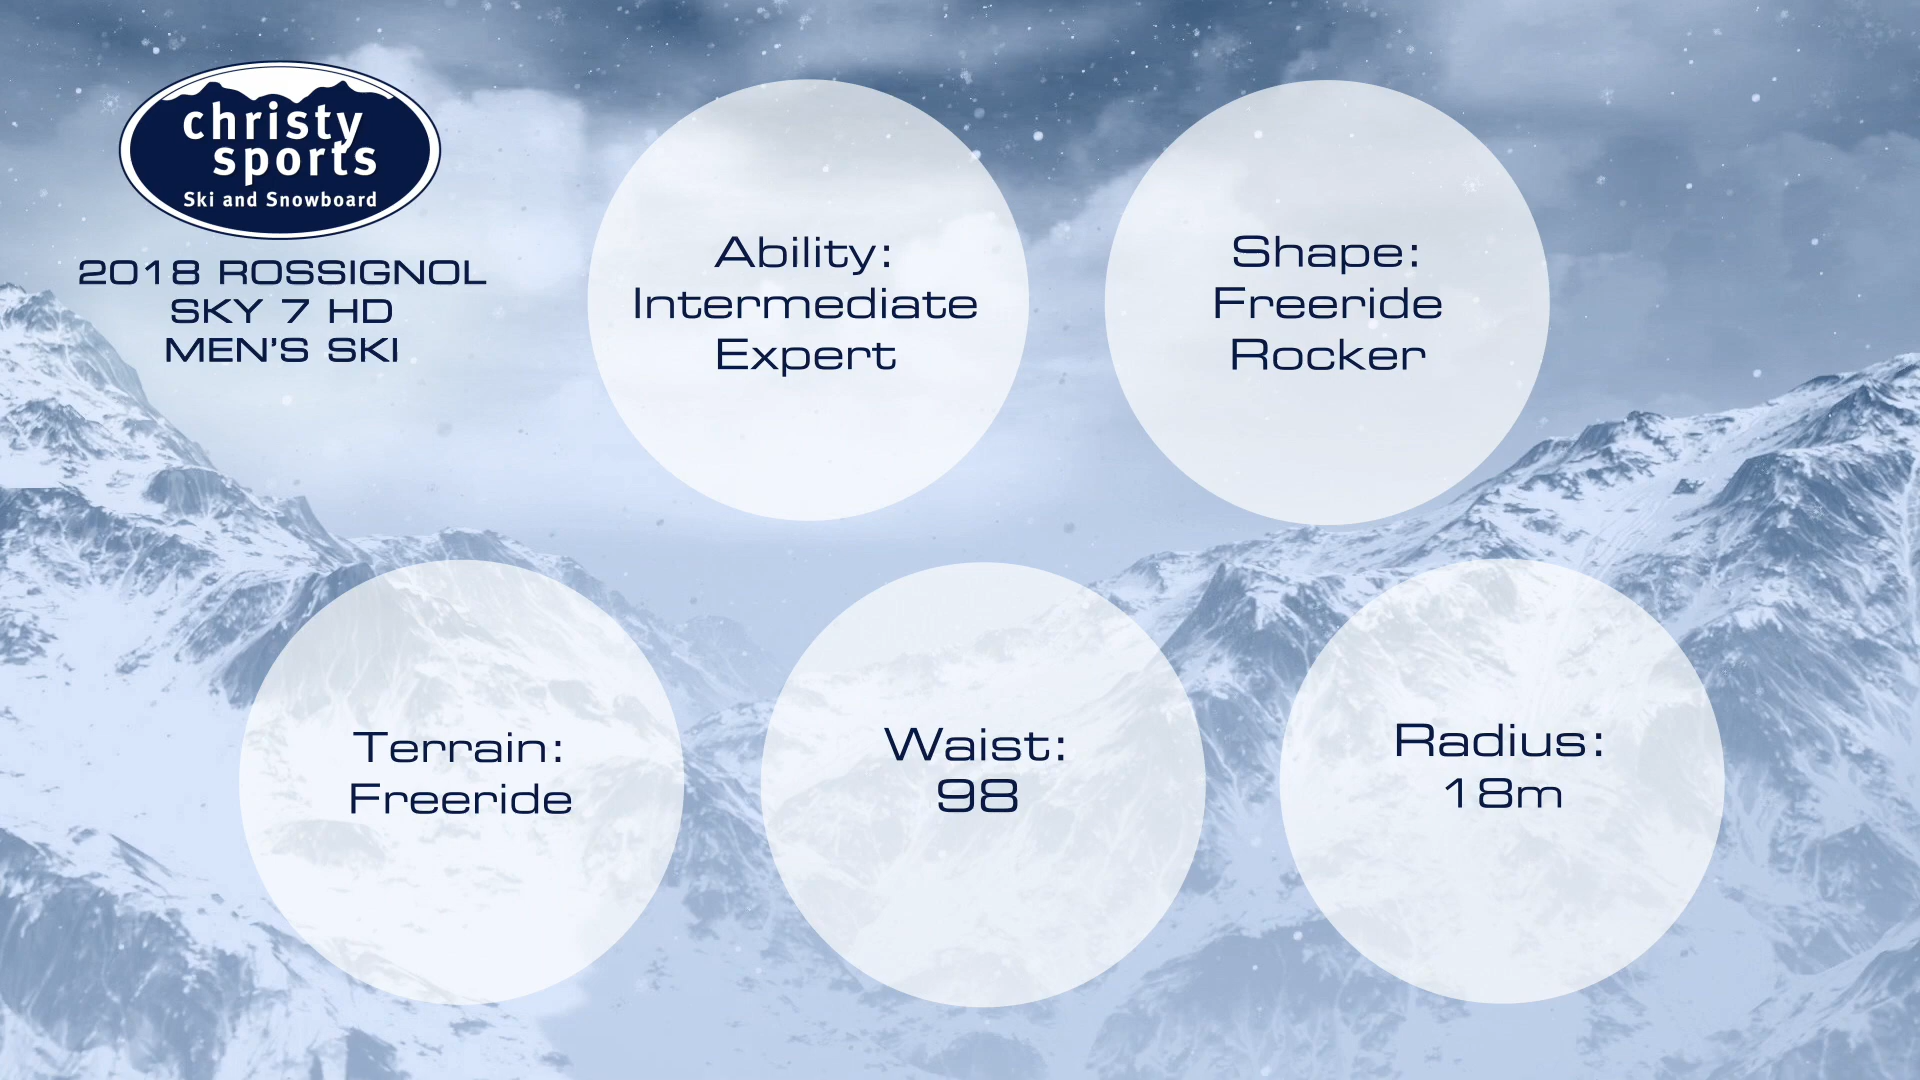 christy
sports
Ski and Snowboard
2018 ROSSIGNOL
SKY 7 HD
MEN'S SKI
Ability:
Intermediate
Expert
Shape:
Freeride
Rocker
Terrain:
Freeride
Waist:
98
Radius:
18m